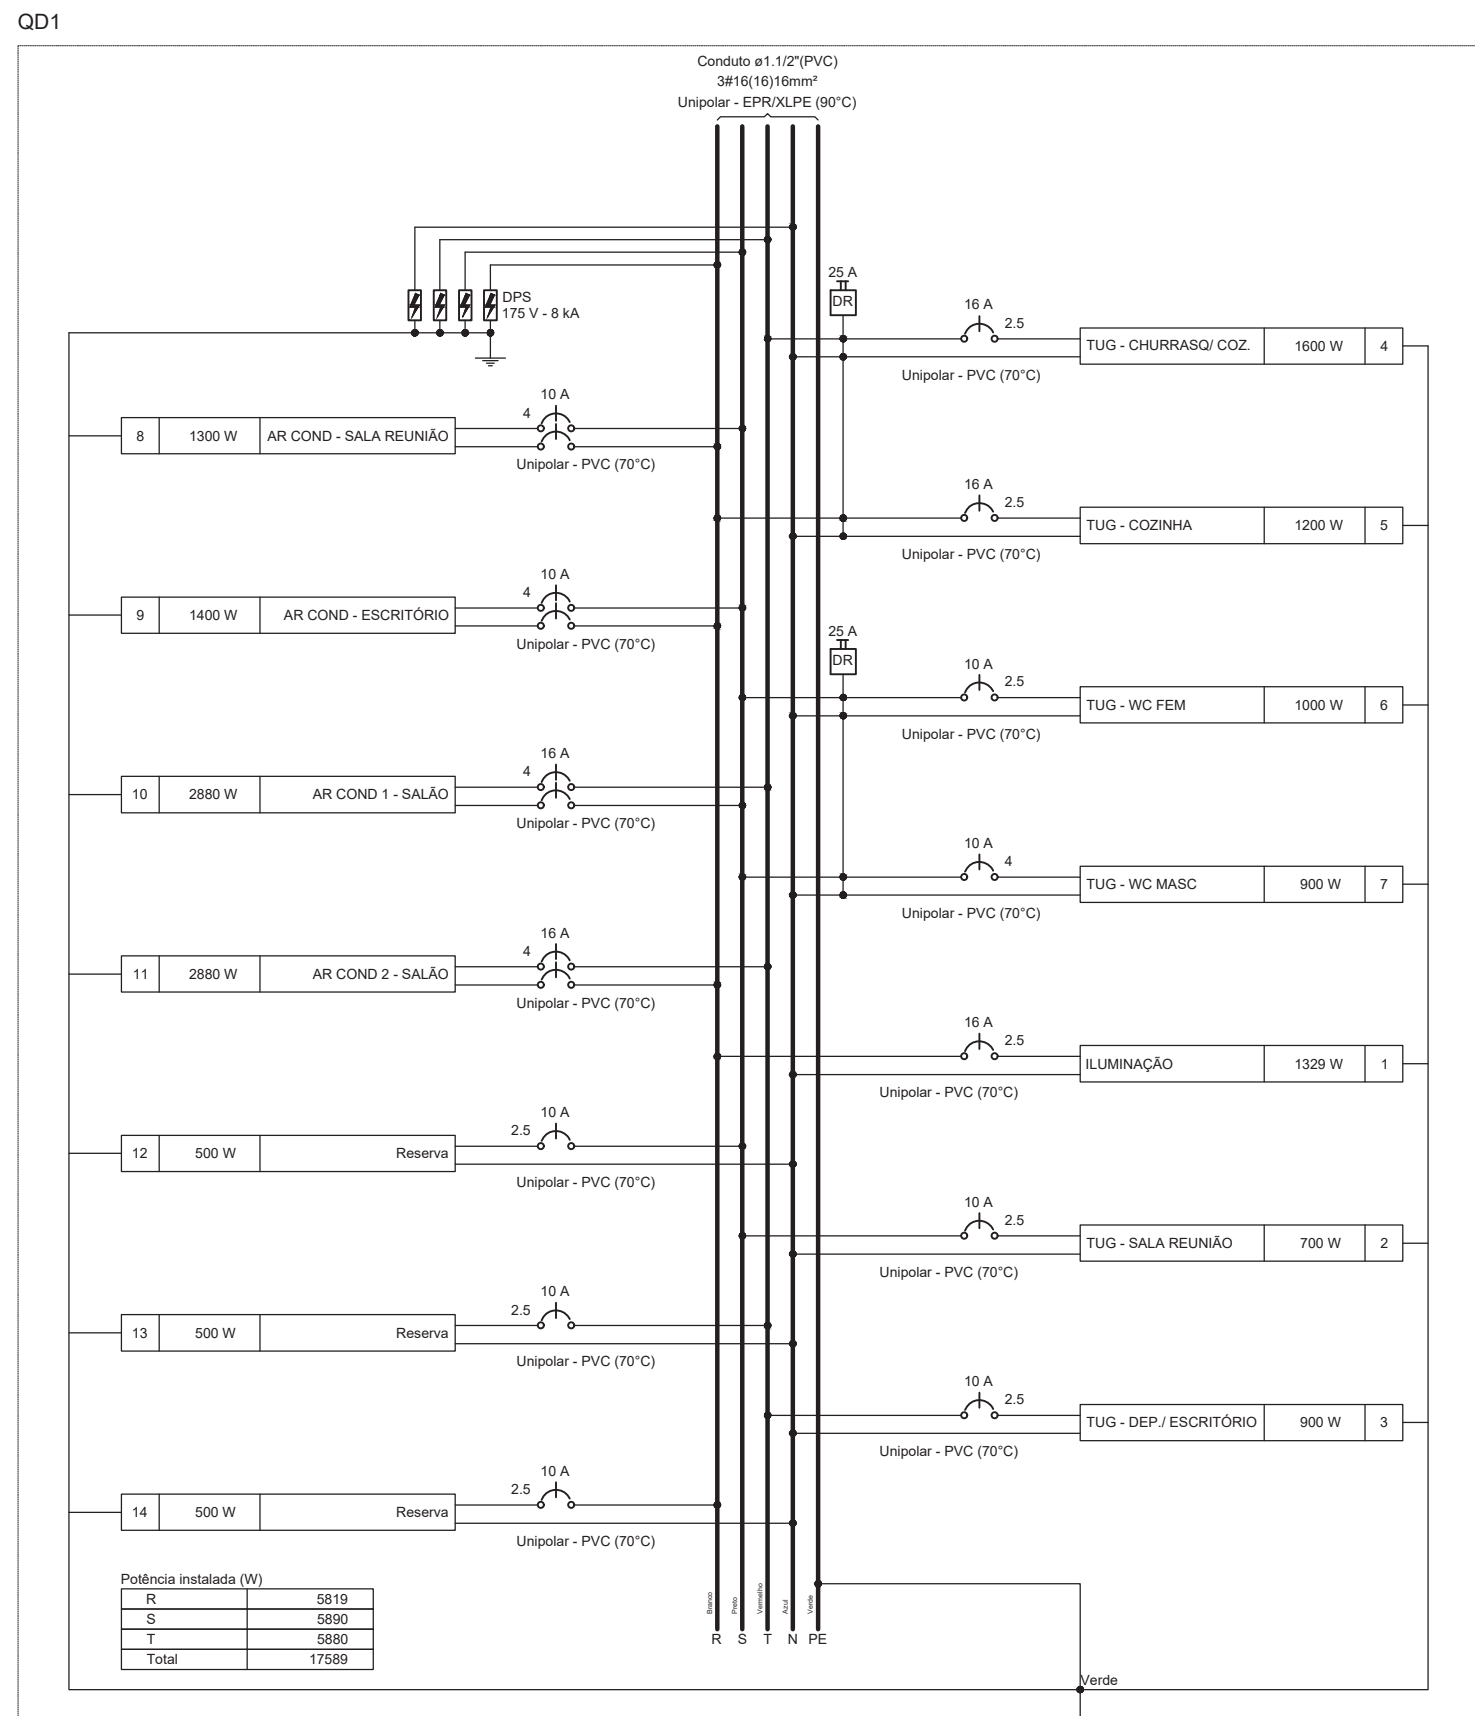 QD1
Conduto ø1.1/2"(PVC)
3#16(16)16mm²
Unipolar - EPR/XLPE (90°C)
DPS
175 V - 8 kA
25 A
DR
16 A
2.5
TUG - CHURRASQ/ COZ. 1600 W 4
Unipolar - PVC (70°C)
10 A
4
8 1300 W AR COND - SALA REUNIÃO
Unipolar - PVC (70°C)
16 A
2.5
TUG - COZINHA 1200 W 5
Unipolar - PVC (70°C)
10 A
4
9 1400 W AR COND - ESCRITÓRIO
Unipolar - PVC (70°C)
25 A
DR
10 A
2.5
TUG - WC FEM 1000 W 6
Unipolar - PVC (70°C)
16 A
4
10 2880 W AR COND 1 - SALÃO
Unipolar - PVC (70°C)
10 A
4
TUG - WC MASC 900 W 7
Unipolar - PVC (70°C)
16 A
4
11 2880 W AR COND 2 - SALÃO
Unipolar - PVC (70°C)
16 A
2.5
ILUMINAÇÃO 1329 W 1
Unipolar - PVC (70°C)
10 A
2.5
12 500 W Reserva
Unipolar - PVC (70°C)
10 A
2.5
TUG - SALA REUNIÃO 700 W 2
Unipolar - PVC (70°C)
10 A
2.5
13 500 W Reserva
Unipolar - PVC (70°C)
10 A
2.5
TUG - DEP./ ESCRITÓRIO 900 W 3
Unipolar - PVC (70°C)
10 A
2.5
14 500 W Reserva
Unipolar - PVC (70°C)
Potência instalada (W)
R 5819
S 5890
T 5880
Total 17589
Branco Preto Vermelho Azul Verde
R S T N PE
Verde